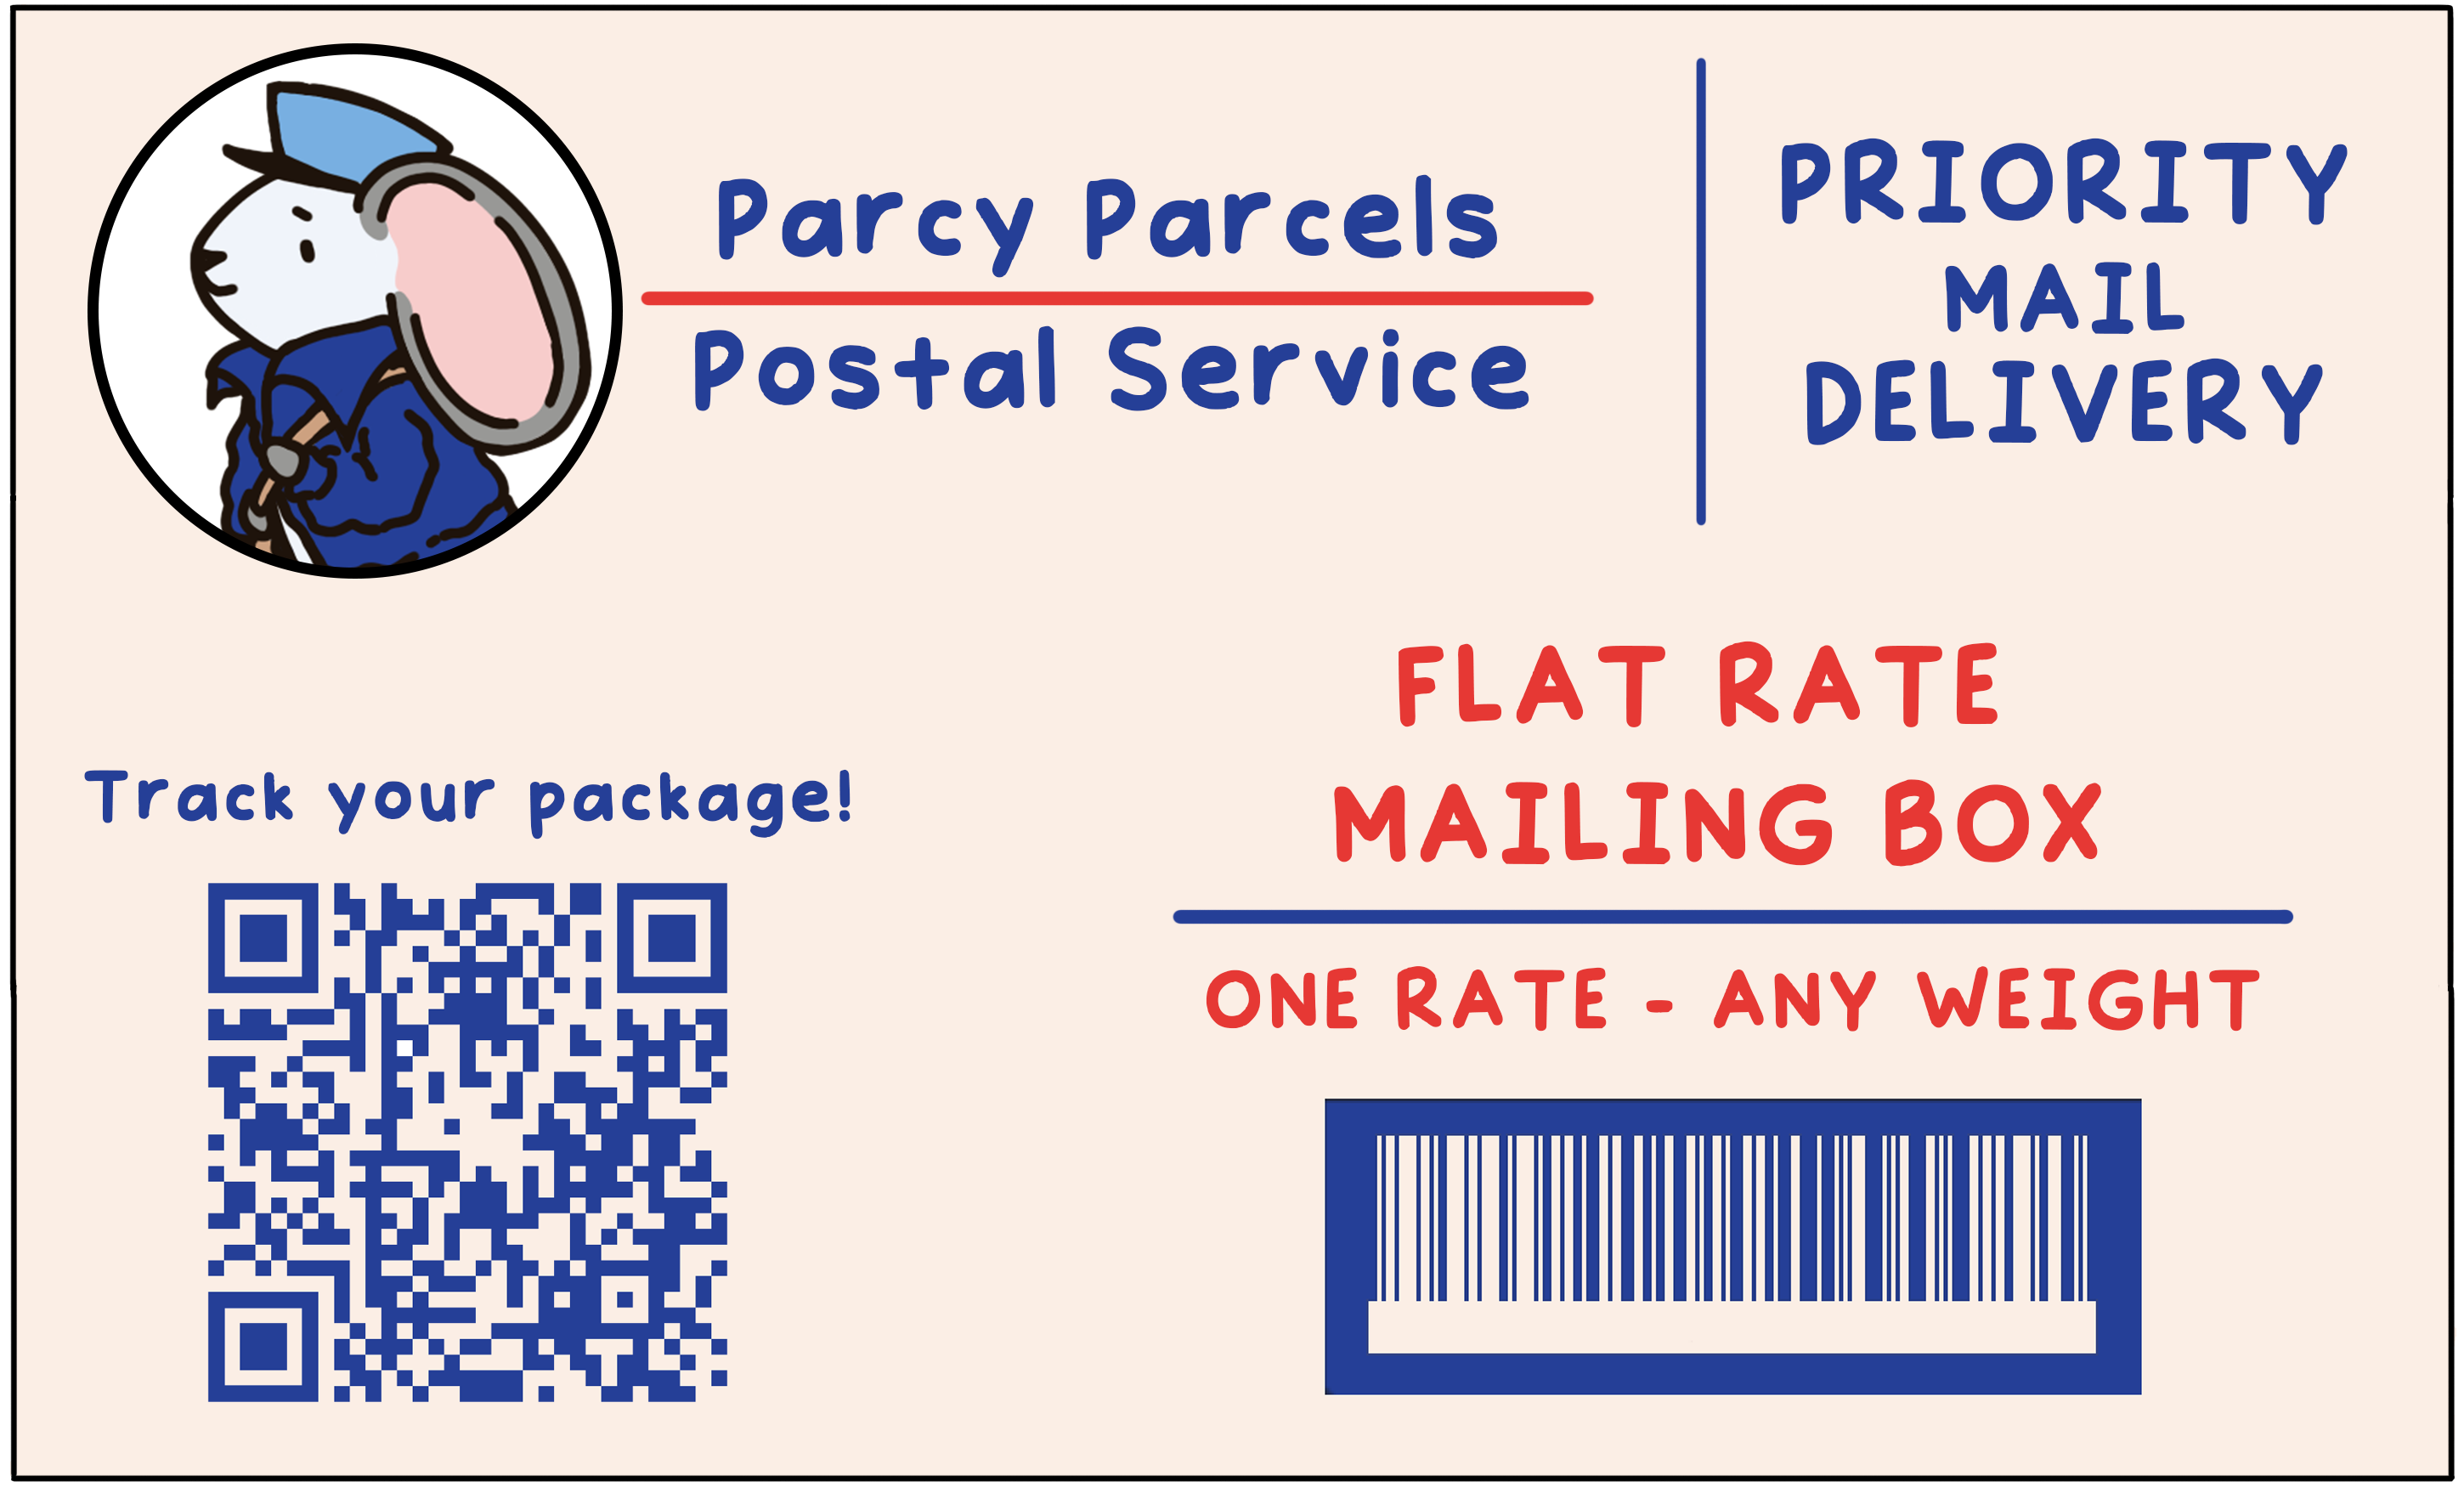 Parcy Parcels
Postal Service
PRIORITY
MAIL
DELIVERY
FLAT RATE
MAILING BOX
ONE RATE - ANY WEIGHT
Track your package!